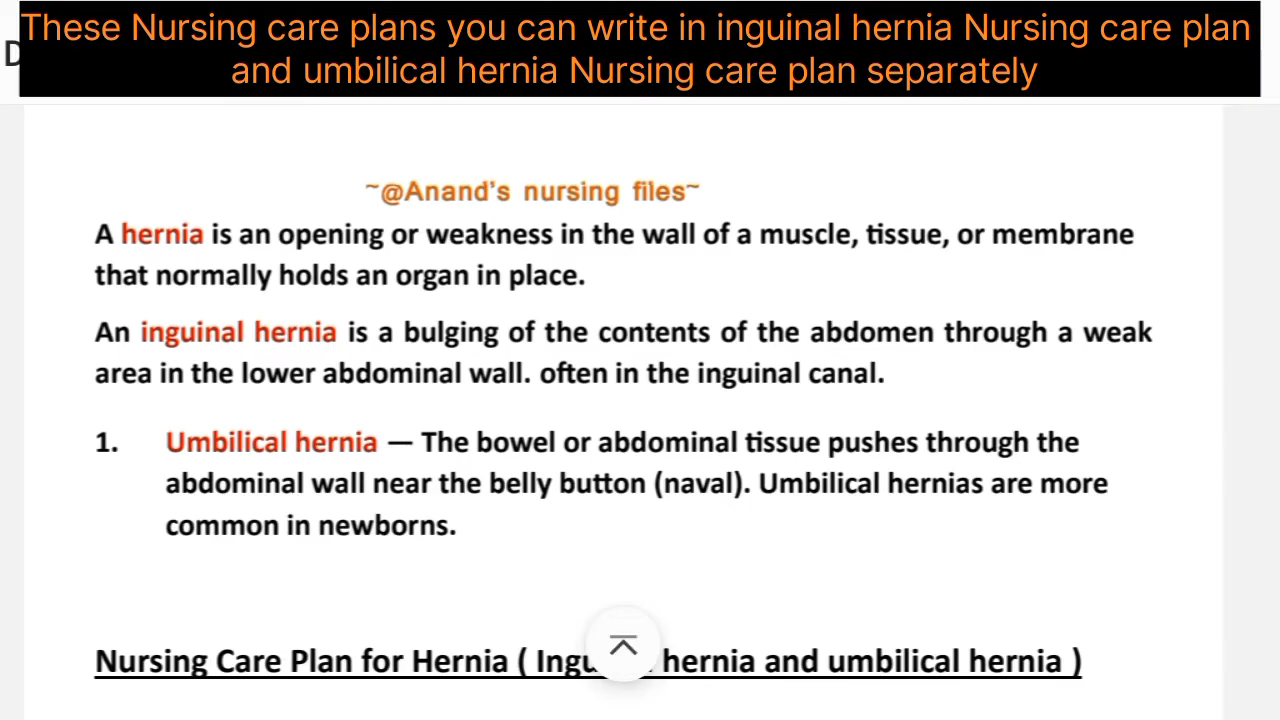 These Nursing care plans you can write in inguinal hernia Nursing care plan
and umbilical hernia Nursing care plan separately
~@Anand's nursing files~
A hernia is an opening or weakness in the wall of a muscle, tissue, or membrane
that normally holds an organ in place.
An inguinal hernia is a bulging of the contents of the abdomen through a weak
area in the lower abdominal wall. often in the inguinal canal.
1. Umbilical hernia — The bowel or abdominal tissue pushes through the
abdominal wall near the belly button (naval). Umbilical hernias are more
common in newborns.
Nursing Care Plan for Hernia ( hernia and umbilical hernia )